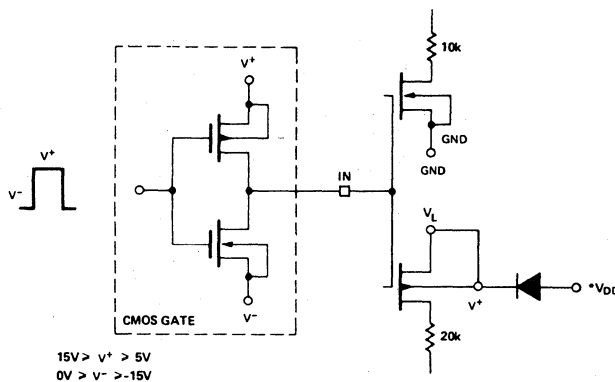 10k
V+
V+
V−
IN
GND
GND
VL
V+
*VDD
20k
V−
CMOS GATE
15V > V+ > 5V
0V > V− > -15V